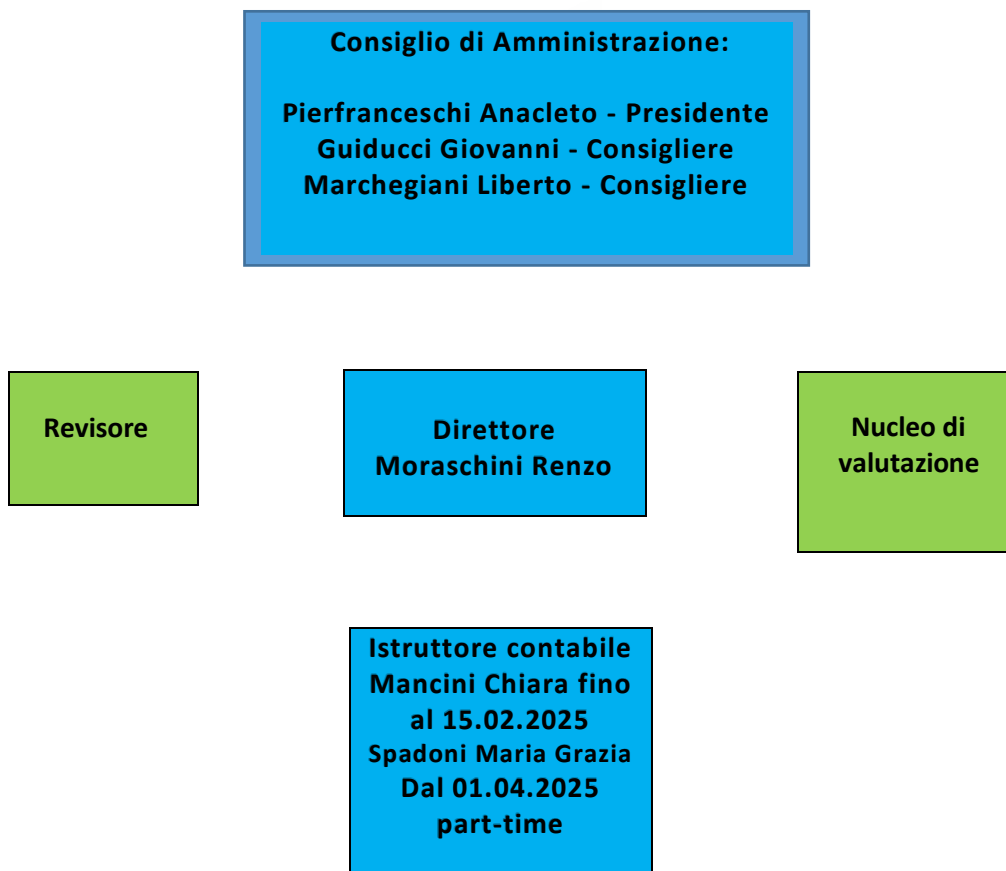 Consiglio di Amministrazione:
Pierfranceschi Anacleto - Presidente
Guiducci Giovanni - Consigliere
Marchegiani Liberto - Consigliere
Revisore
Direttore
Moraschini Renzo
Nucleo di
valutazione
Istruttore contabile
Mancini Chiara fino
al 15.02.2025
Spadoni Maria Grazia
Dal 01.04.2025
part-time